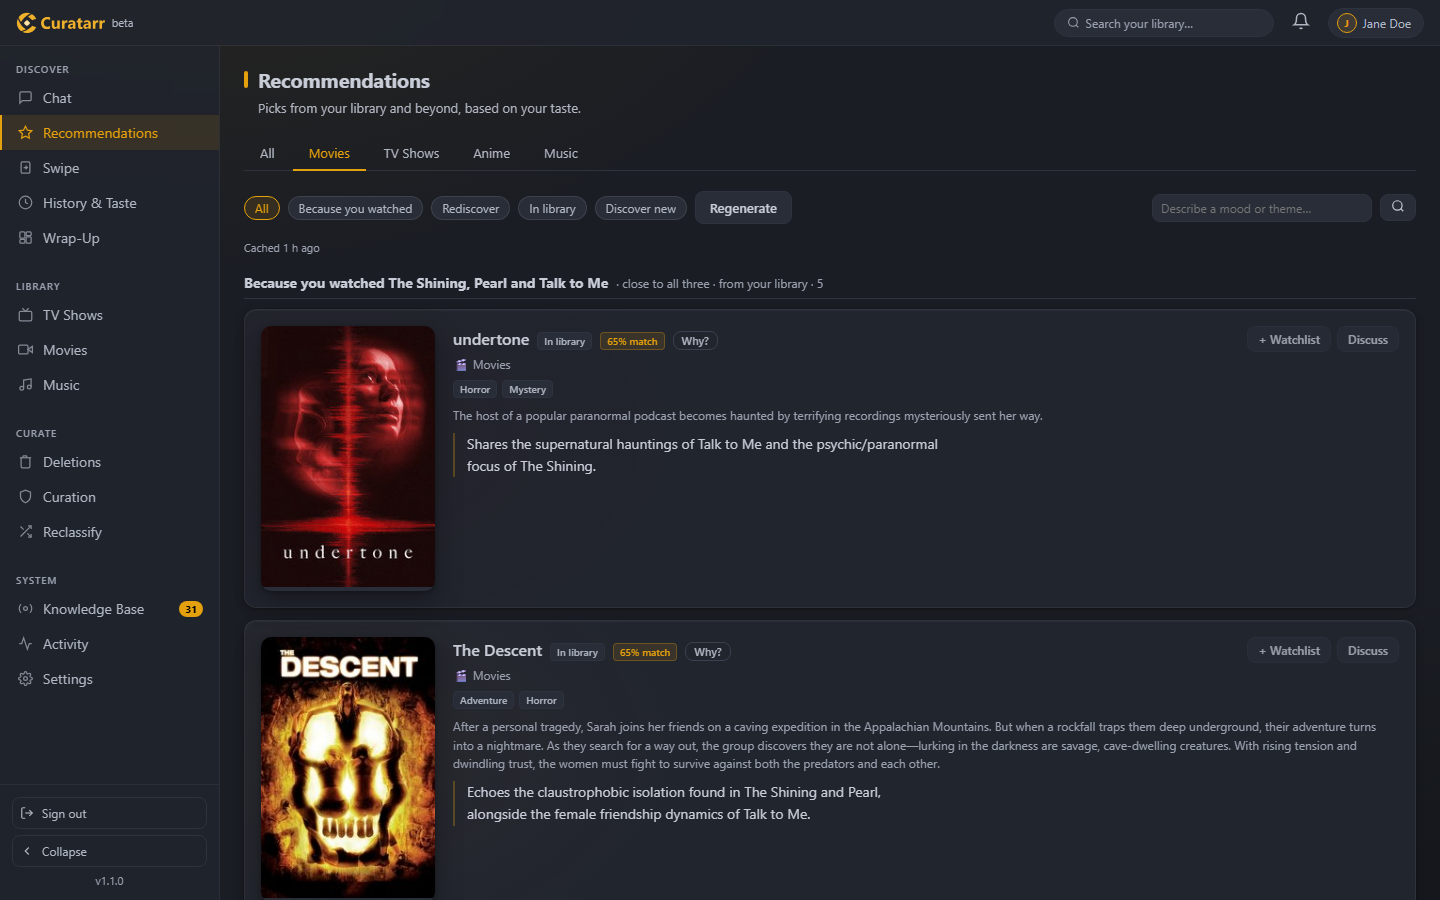 Curatarr beta
Search your library...
J
Jane Doe
DISCOVER
Chat
Recommendations
Swipe
History & Taste
Wrap-Up
LIBRARY
TV Shows
Movies
Music
CURATE
Deletions
Curation
Reclassify
SYSTEM
Knowledge Base 31
Activity
Settings
Sign out
Collapse
v1.1.0
Recommendations
Picks from your library and beyond, based on your taste.
All Movies TV Shows Anime Music
All Because you watched Rediscover In library Discover new Regenerate
Describe a mood or theme...
Cached 1 h ago
Because you watched The Shining, Pearl and Talk to Me · close to all three · from your library · 5
undertone
undertone In library 65% match Why?
+ Watchlist Discuss
Movies
Horror Mystery
The host of a popular paranormal podcast becomes haunted by terrifying recordings mysteriously sent her way.
Shares the supernatural hauntings of Talk to Me and the psychic/paranormal
focus of The Shining.
THE
DESCENT
The Descent In library 65% match Why?
+ Watchlist Discuss
Movies
Adventure Horror
After a personal tragedy, Sarah joins her friends on a caving expedition in the Appalachian Mountains. But when a rockfall traps them deep underground, their adventure turns
into a nightmare. As they search for a way out, the group discovers they are not alone—lurking in the darkness are savage, cave-dwelling creatures. With rising tension and
dwindling trust, the women must fight to survive against both the predators and each other.
Echoes the claustrophobic isolation found in The Shining and Pearl,
alongside the female friendship dynamics of Talk to Me.